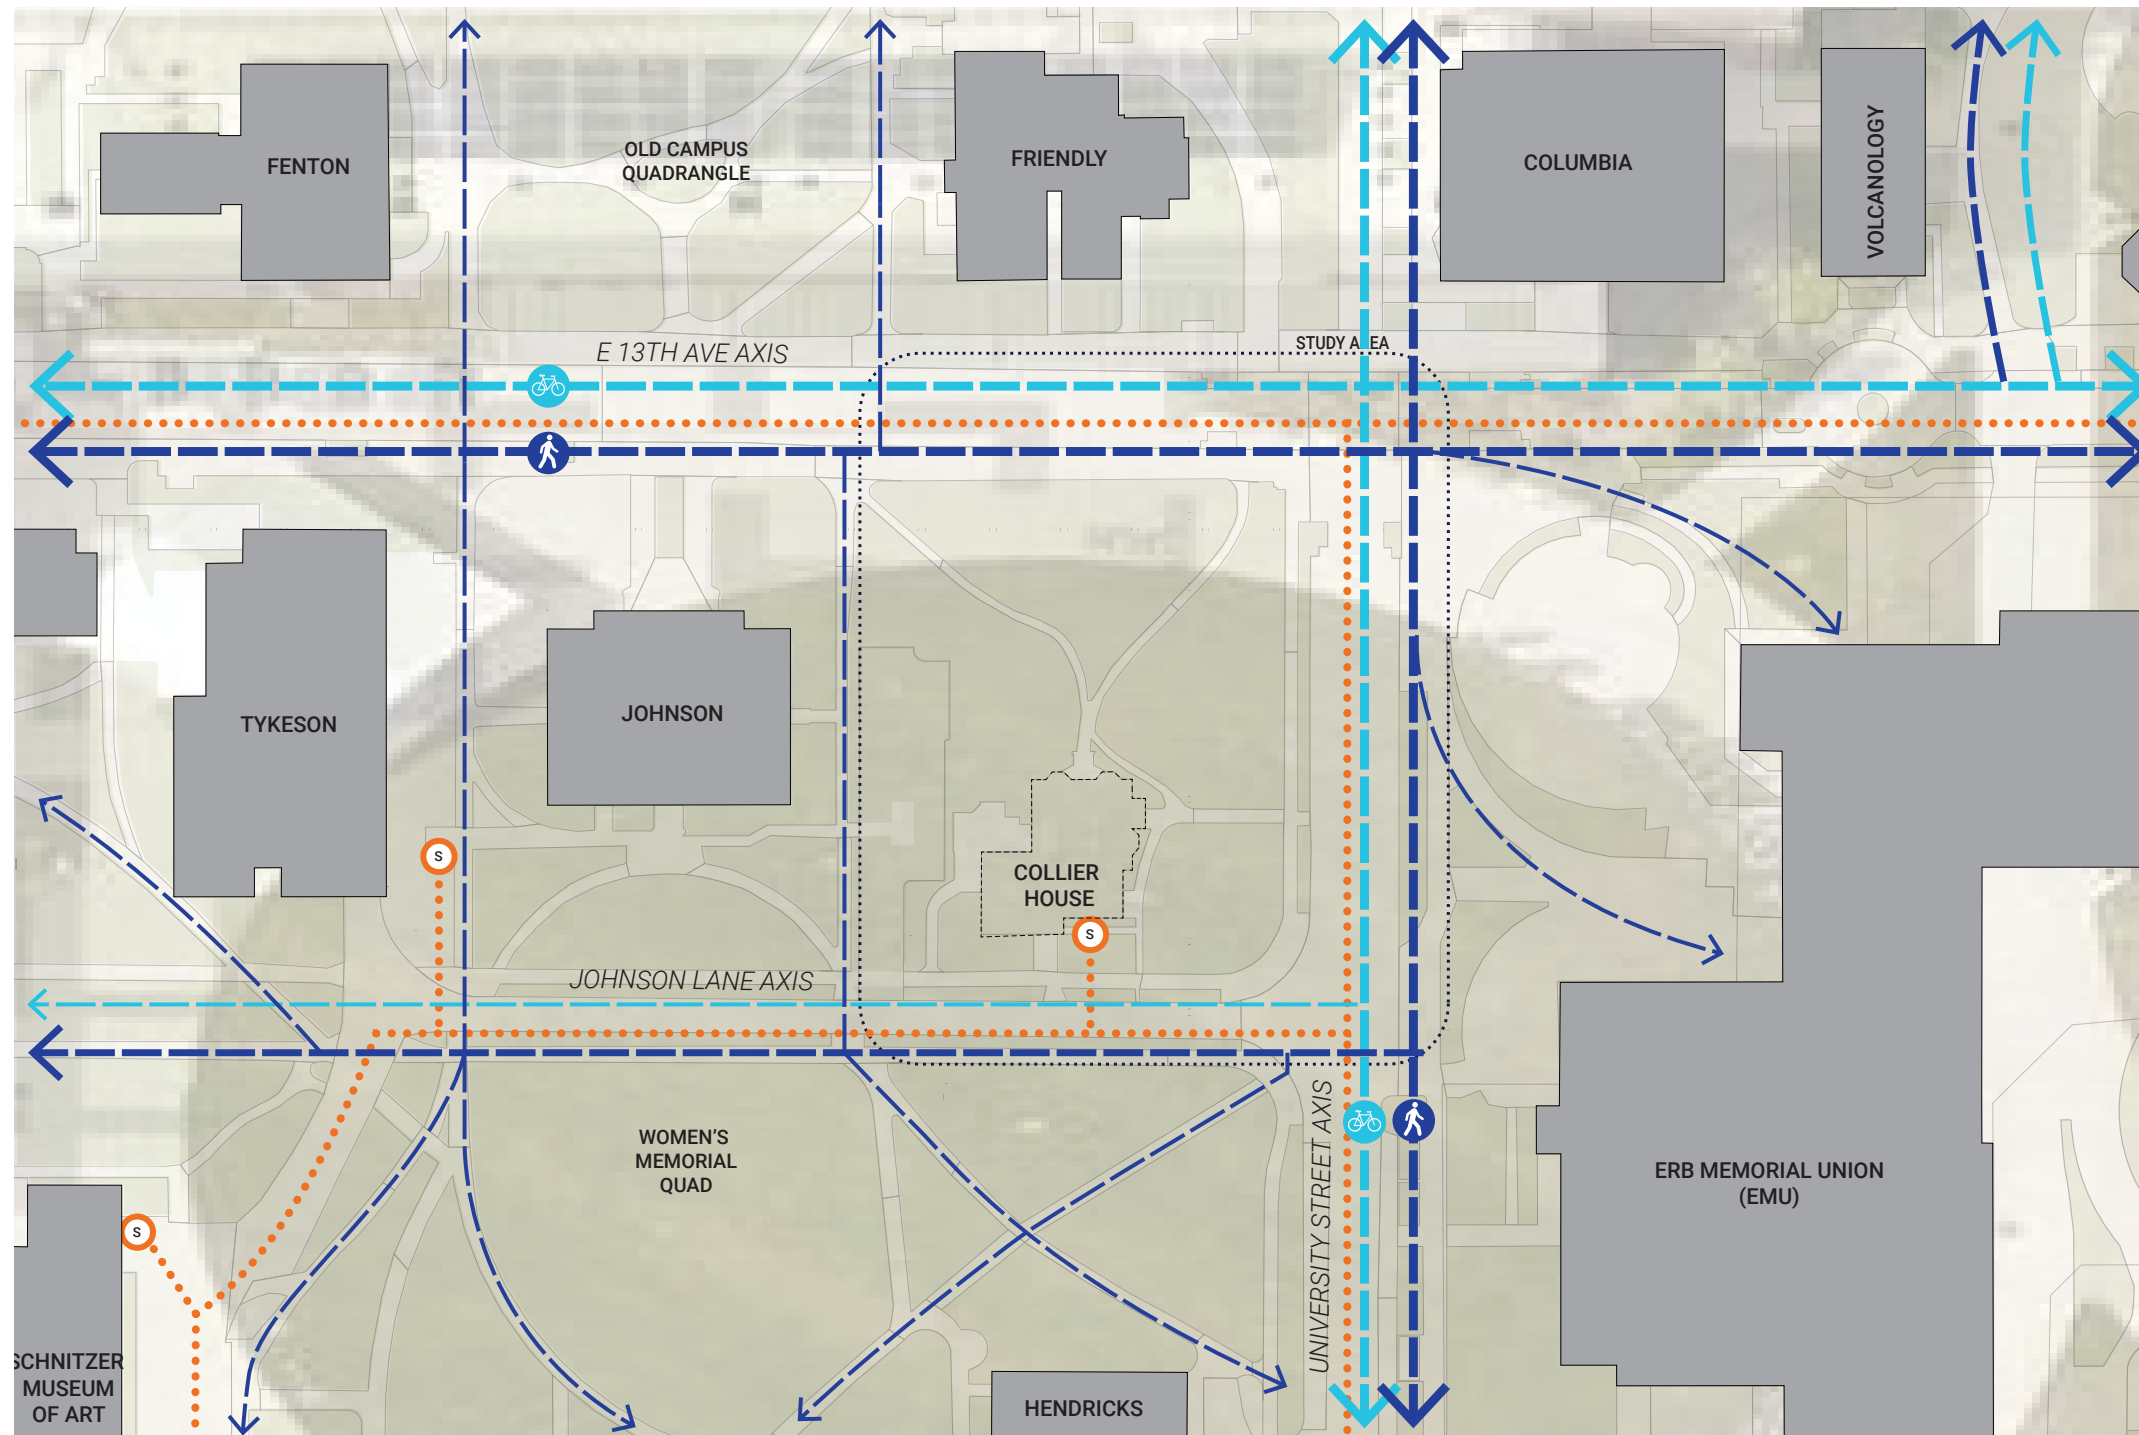 FENTON
OLD CAMPUS
QUADRANGLE
FRIENDLY
COLUMBIA
VOLCANOLOGY
STUDY AREA
E 13TH AVE AXIS
TYKESON
JOHNSON
COLLIER
HOUSE
S
S
JOHNSON LANE AXIS
UNIVERSITY STREET AXIS
WOMEN'S
MEMORIAL
QUAD
ERB MEMORIAL UNION
(EMU)
S
SCHNITZER
MUSEUM
OF ART
HENDRICKS